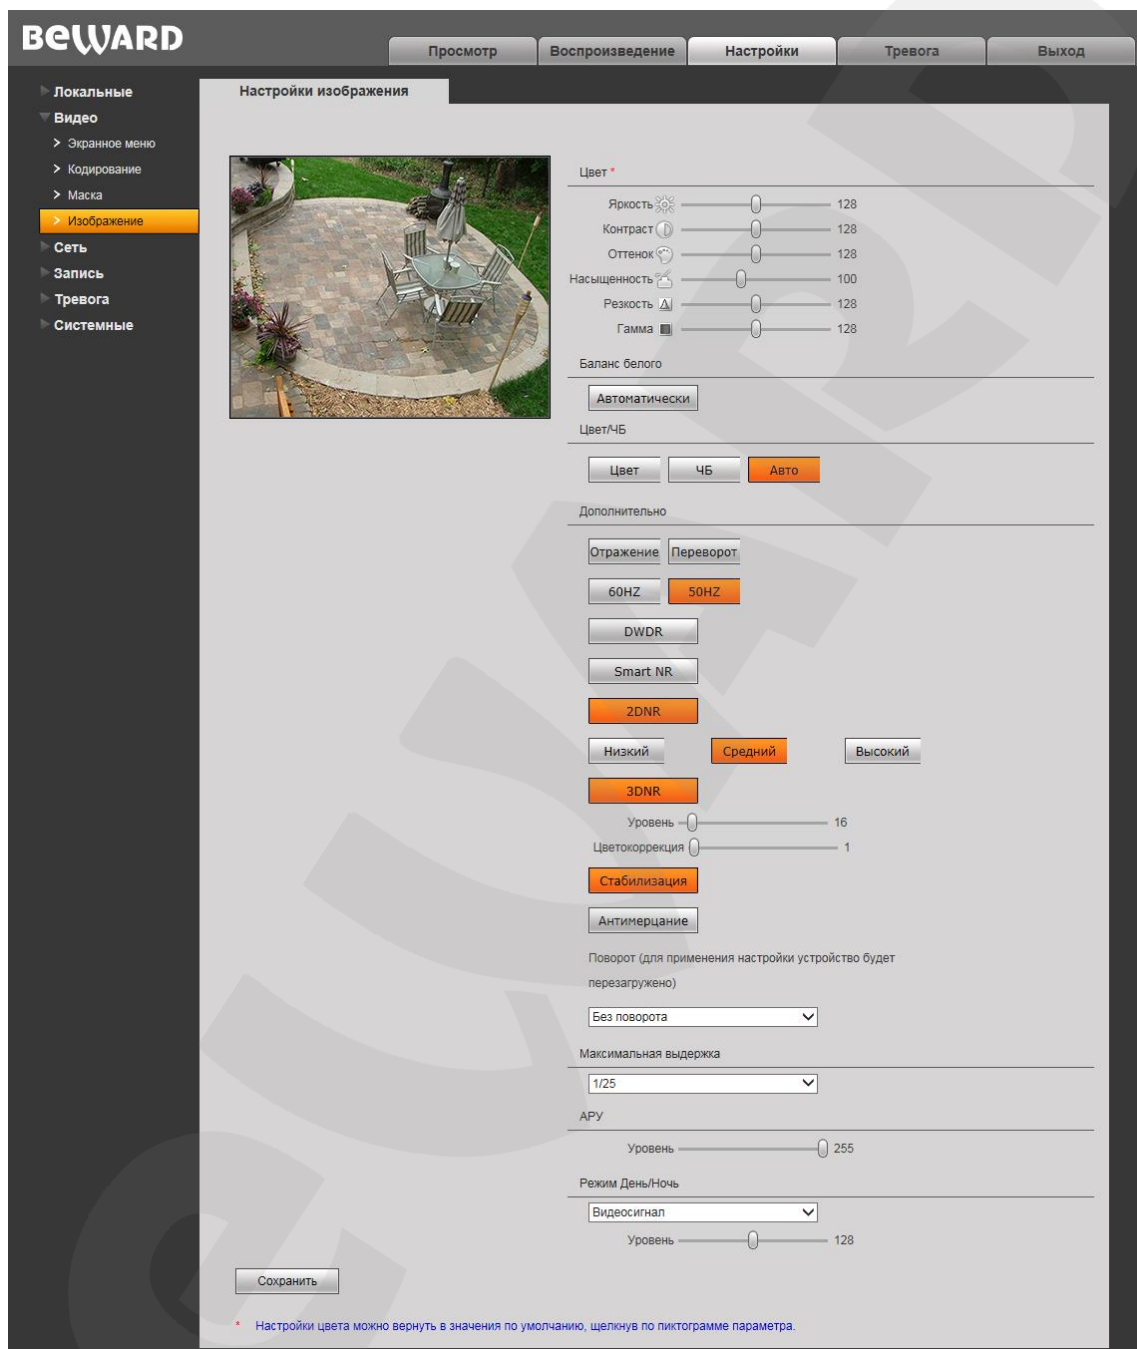 BEWARD
Просмотр Воспроизведение Настройки Тревога Выход
Локальные
Видео
Экранное меню
Кодирование
Маска
Изображение
Сеть
Запись
Тревога
Системные
Настройки изображения
Цвет *
Яркость 128
Контраст 128
Оттенок 128
Насыщенность 100
Резкость 128
Гамма 128
Баланс белого
Автоматически
Цвет/ЧБ
Цвет ЧБ Авто
Дополнительно
Отражение Переворот
60HZ 50HZ
DWDR
Smart NR
2DNR
Низкий Средний Высокий
3DNR
Уровень 16
Цветокоррекция 1
Стабилизация
Антимерцание
Поворот (для применения настройки устройство будет
перезагружено)
Без поворота
Максимальная выдержка
1/25
АРУ
Уровень 255
Режим День/Ночь
Видеосигнал
Уровень 128
Сохранить
* Настройки цвета можно вернуть в значения по умолчанию, щелкнув по пиктограмме параметра.